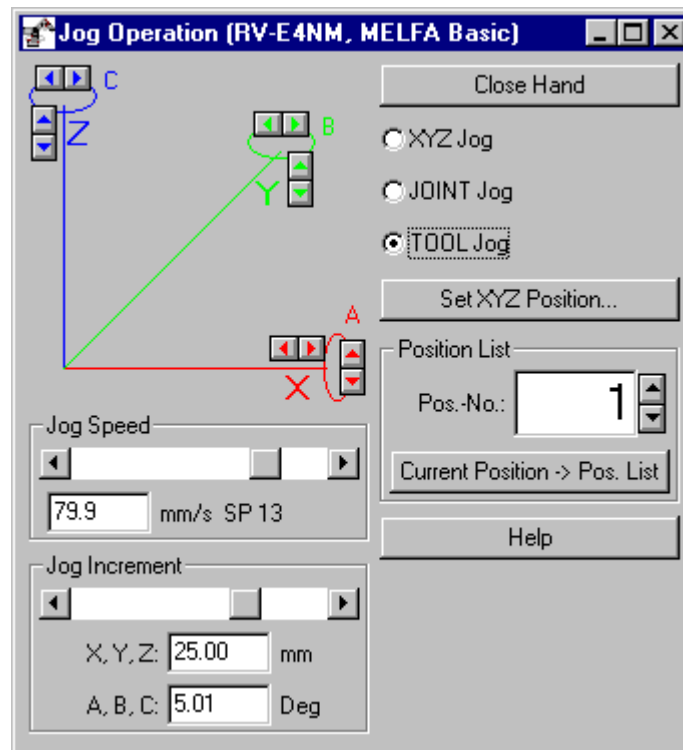 Jog Operation (RV-E4NM, MELFA Basic)
C
Z
B
Y
A
X
Close Hand
XYZ Jog
JOINT Jog
TOOL Jog
Set XYZ Position...
Position List
Pos.-No.: 1
Current Position -> Pos. List
Help
Jog Speed
79.9 mm/s SP 13
Jog Increment
X, Y, Z: 25.00 mm
A, B, C: 5.01 Deg